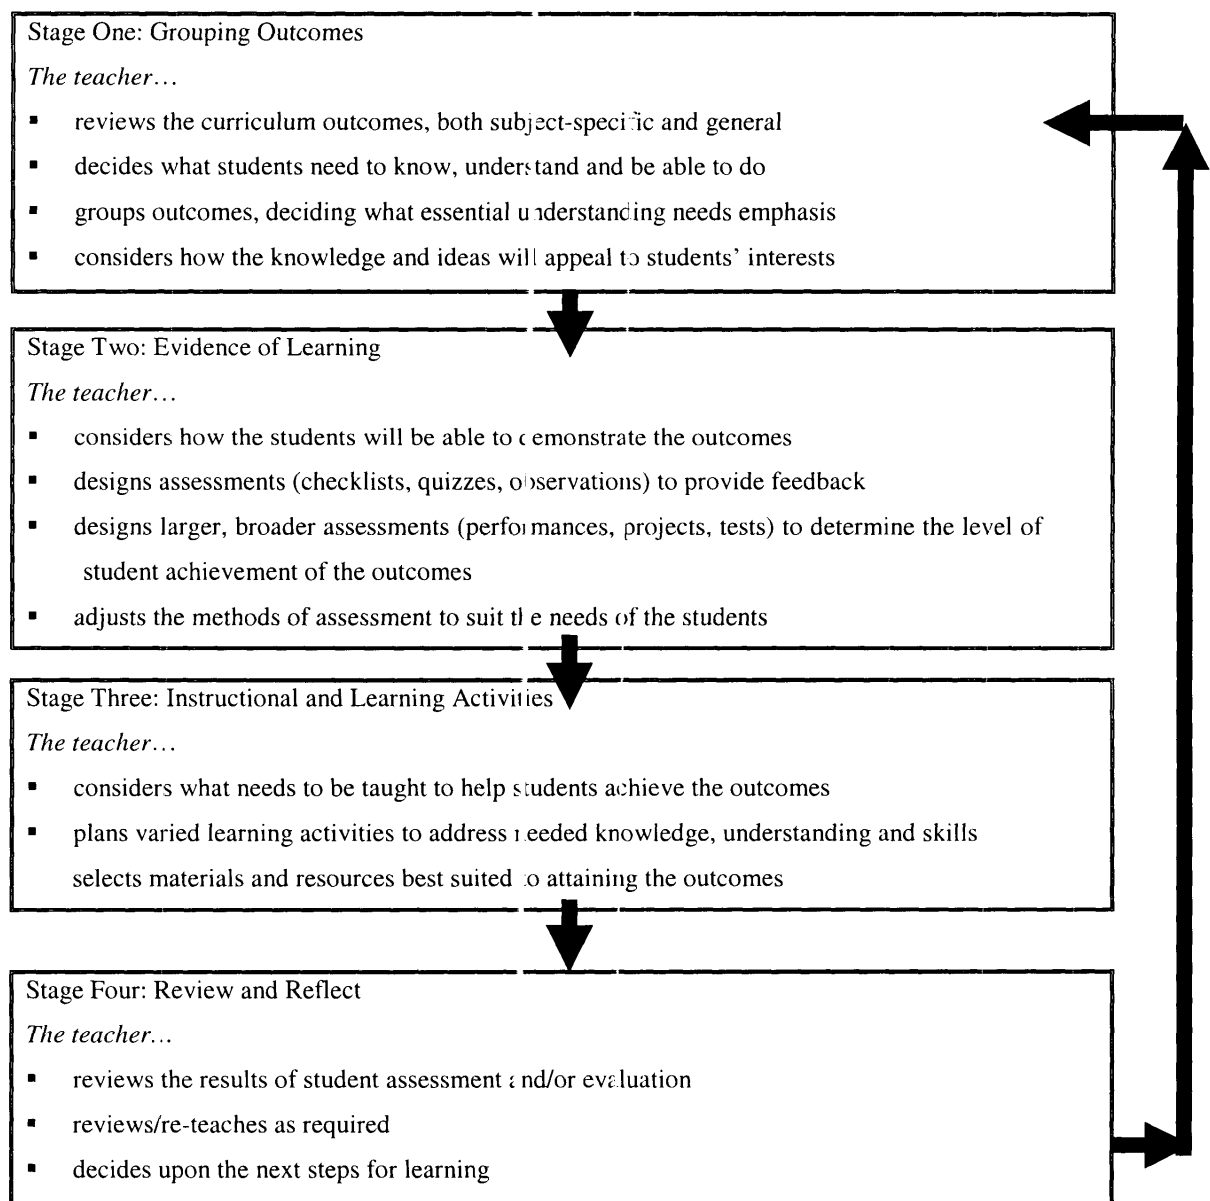 Stage One: Grouping Outcomes
The teacher…
▪ reviews the curriculum outcomes, both subject-specific and general
▪ decides what students need to know, understand and be able to do
▪ groups outcomes, deciding what essential understanding needs emphasis
▪ considers how the knowledge and ideas will appeal to students’ interests
Stage Two: Evidence of Learning
The teacher…
▪ considers how the students will be able to demonstrate the outcomes
▪ designs assessments (checklists, quizzes, observations) to provide feedback
▪ designs larger, broader assessments (performances, projects, tests) to determine the level of
student achievement of the outcomes
▪ adjusts the methods of assessment to suit the needs of the students
Stage Three: Instructional and Learning Activities
The teacher…
▪ considers what needs to be taught to help students achieve the outcomes
▪ plans varied learning activities to address needed knowledge, understanding and skills
selects materials and resources best suited to attaining the outcomes
Stage Four: Review and Reflect
The teacher…
▪ reviews the results of student assessment and/or evaluation
▪ reviews/re-teaches as required
▪ decides upon the next steps for learning